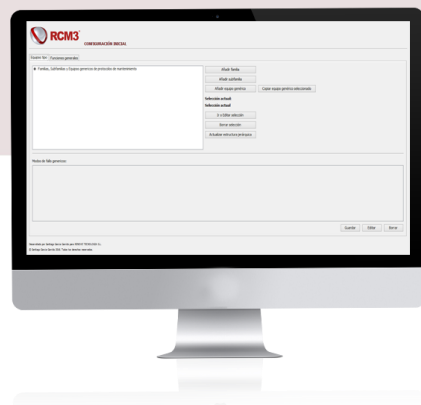 RCM3
CONFIGURACIÓN INICIAL
Equipos tipo Funciones generales
Familias, Subfamilias y Equipos genéricos de protocolos de mantenimiento
Añadir familia
Añadir subfamilia
Añadir equipo genérico Copiar equipo genérico seleccionado
Selección actual:
Selección actual:
Ir a Editar selección
Borrar selección
Actualizar estructura jerárquica
Modos de fallo genéricos:
Guardar Editar Borrar